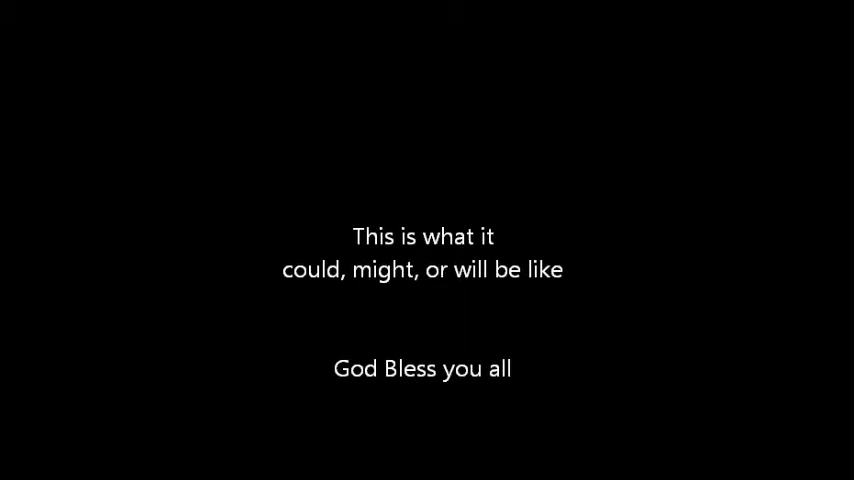 This is what it
could, might, or will be like
God Bless you all